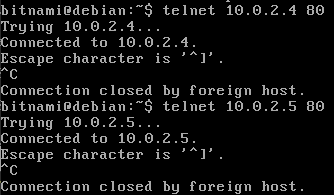 bitnami@debian:~$ telnet 10.0.2.4 80
Trying 10.0.2.4...
Connected to 10.0.2.4.
Escape character is '^]'.
^C
Connection closed by foreign host.
bitnami@debian:~$ telnet 10.0.2.5 80
Trying 10.0.2.5...
Connected to 10.0.2.5.
Escape character is '^]'.
^C
Connection closed by foreign host.